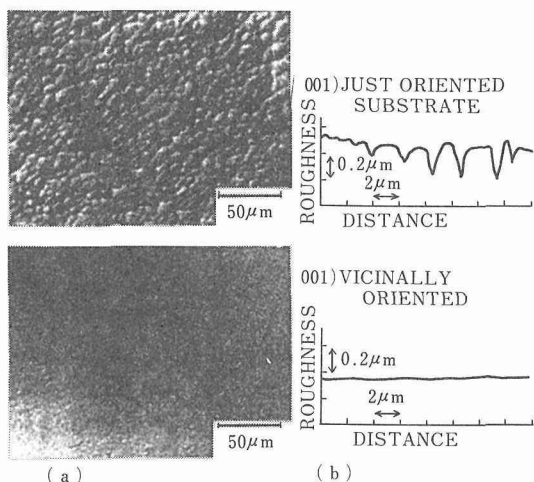 001) JUST ORIENTED
SUBSTRATE
ROUGHNESS
0.2μm
2μm
DISTANCE
50μm
001) VICINALLY
ORIENTED
ROUGHNESS
0.2μm
2μm
DISTANCE
50μm
(a)
(b)